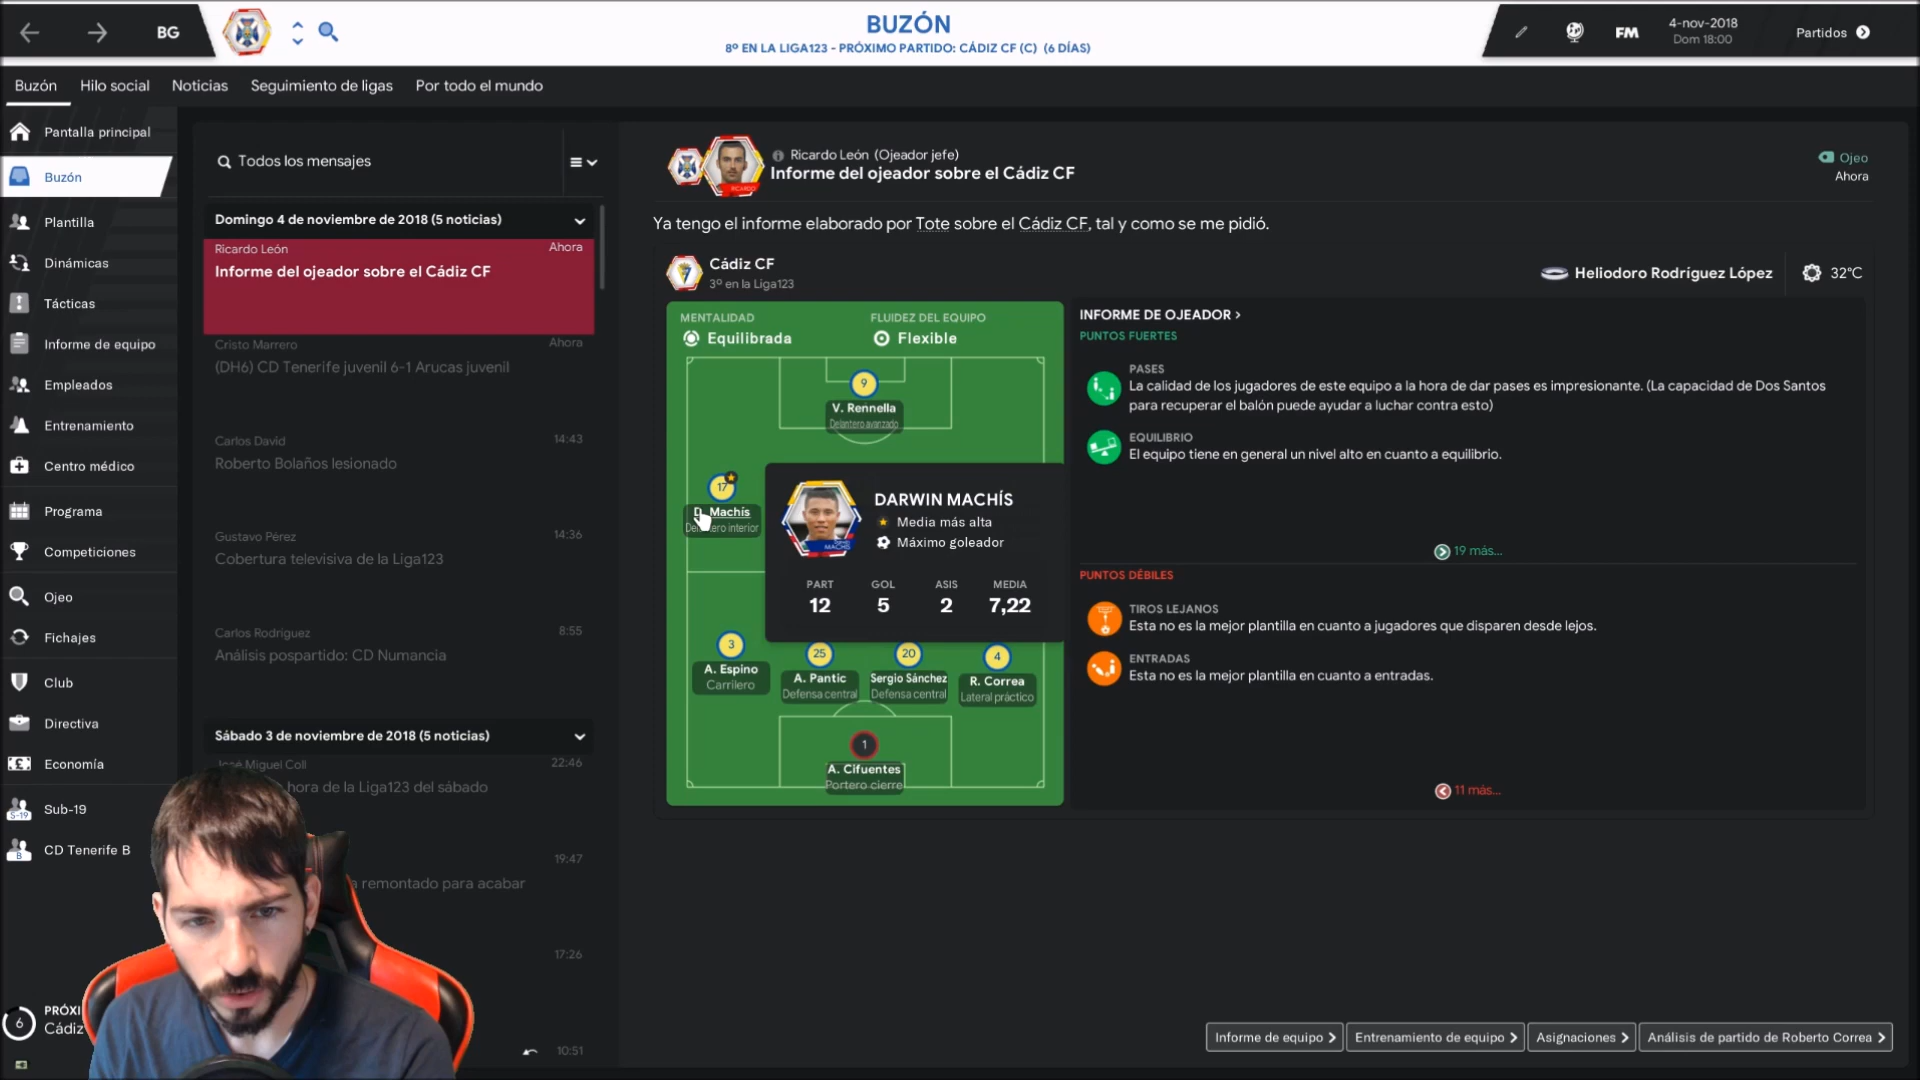 BG
BUZÓN
8º EN LA LIGA123 - PRÓXIMO PARTIDO: CÁDIZ CF (C) (6 DÍAS)
FM
4-nov-2018
Dom 18:00
Partidos
Buzón
Hilo social
Noticias
Seguimiento de ligas
Por todo el mundo
Pantalla principal
Buzón
Plantilla
Dinámicas
Tácticas
Informe de equipo
Empleados
Entrenamiento
Centro médico
Programa
Competiciones
Ojeo
Fichajes
Club
Directiva
Economía
S-19
Sub-19
B
CD Tenerife B
6
PRÓXI
Cádiz
Todos los mensajes
Domingo 4 de noviembre de 2018 (5 noticias)
Ricardo León
Ahora
Informe del ojeador sobre el Cádiz CF
Cristo Marrero
Ahora
(DH6) CD Tenerife juvenil 6-1 Arucas juvenil
Carlos David
14:43
Roberto Bolaños lesionado
Gustavo Pérez
14:36
Cobertura televisiva de la Liga123
Carlos Rodríguez
8:55
Análisis pospartido: CD Numancia
Sábado 3 de noviembre de 2018 (5 noticias)
José Miguel Coll
22:46
hora de la Liga123 del sábado
19:47
a remontado para acabar
17:26
10:51
RICARDO
Ricardo León (Ojeador jefe)
Informe del ojeador sobre el Cádiz CF
Ojeo
Ahora
Ya tengo el informe elaborado por Tote sobre el Cádiz CF, tal y como se me pidió.
Cádiz CF
3º en la Liga123
Heliodoro Rodríguez López
32°C
MENTALIDAD
Equilibrada
FLUIDEZ DEL EQUIPO
Flexible
9
V. Rennella
Delantero avanzado
17
D. Machís
Delantero interior
DARWIN MACHÍS
Media más alta
Máximo goleador
MACHÍS
PART
GOL
ASIS
MEDIA
12
5
2
7,22
3
A. Espino
Carrilero
25
A. Pantic
Defensa central
20
Sergio Sánchez
Defensa central
4
R. Correa
Lateral práctico
1
A. Cifuentes
Portero cierre
INFORME DE OJEADOR >
PUNTOS FUERTES
PASES
La calidad de los jugadores de este equipo a la hora de dar pases es impresionante. (La capacidad de Dos Santos
para recuperar el balón puede ayudar a luchar contra esto)
EQUILIBRIO
El equipo tiene en general un nivel alto en cuanto a equilibrio.
19 más...
PUNTOS DÉBILES
TIROS LEJANOS
Esta no es la mejor plantilla en cuanto a jugadores que disparen desde lejos.
ENTRADAS
Esta no es la mejor plantilla en cuanto a entradas.
11 más...
Informe de equipo >
Entrenamiento de equipo >
Asignaciones >
Análisis de partido de Roberto Correa >